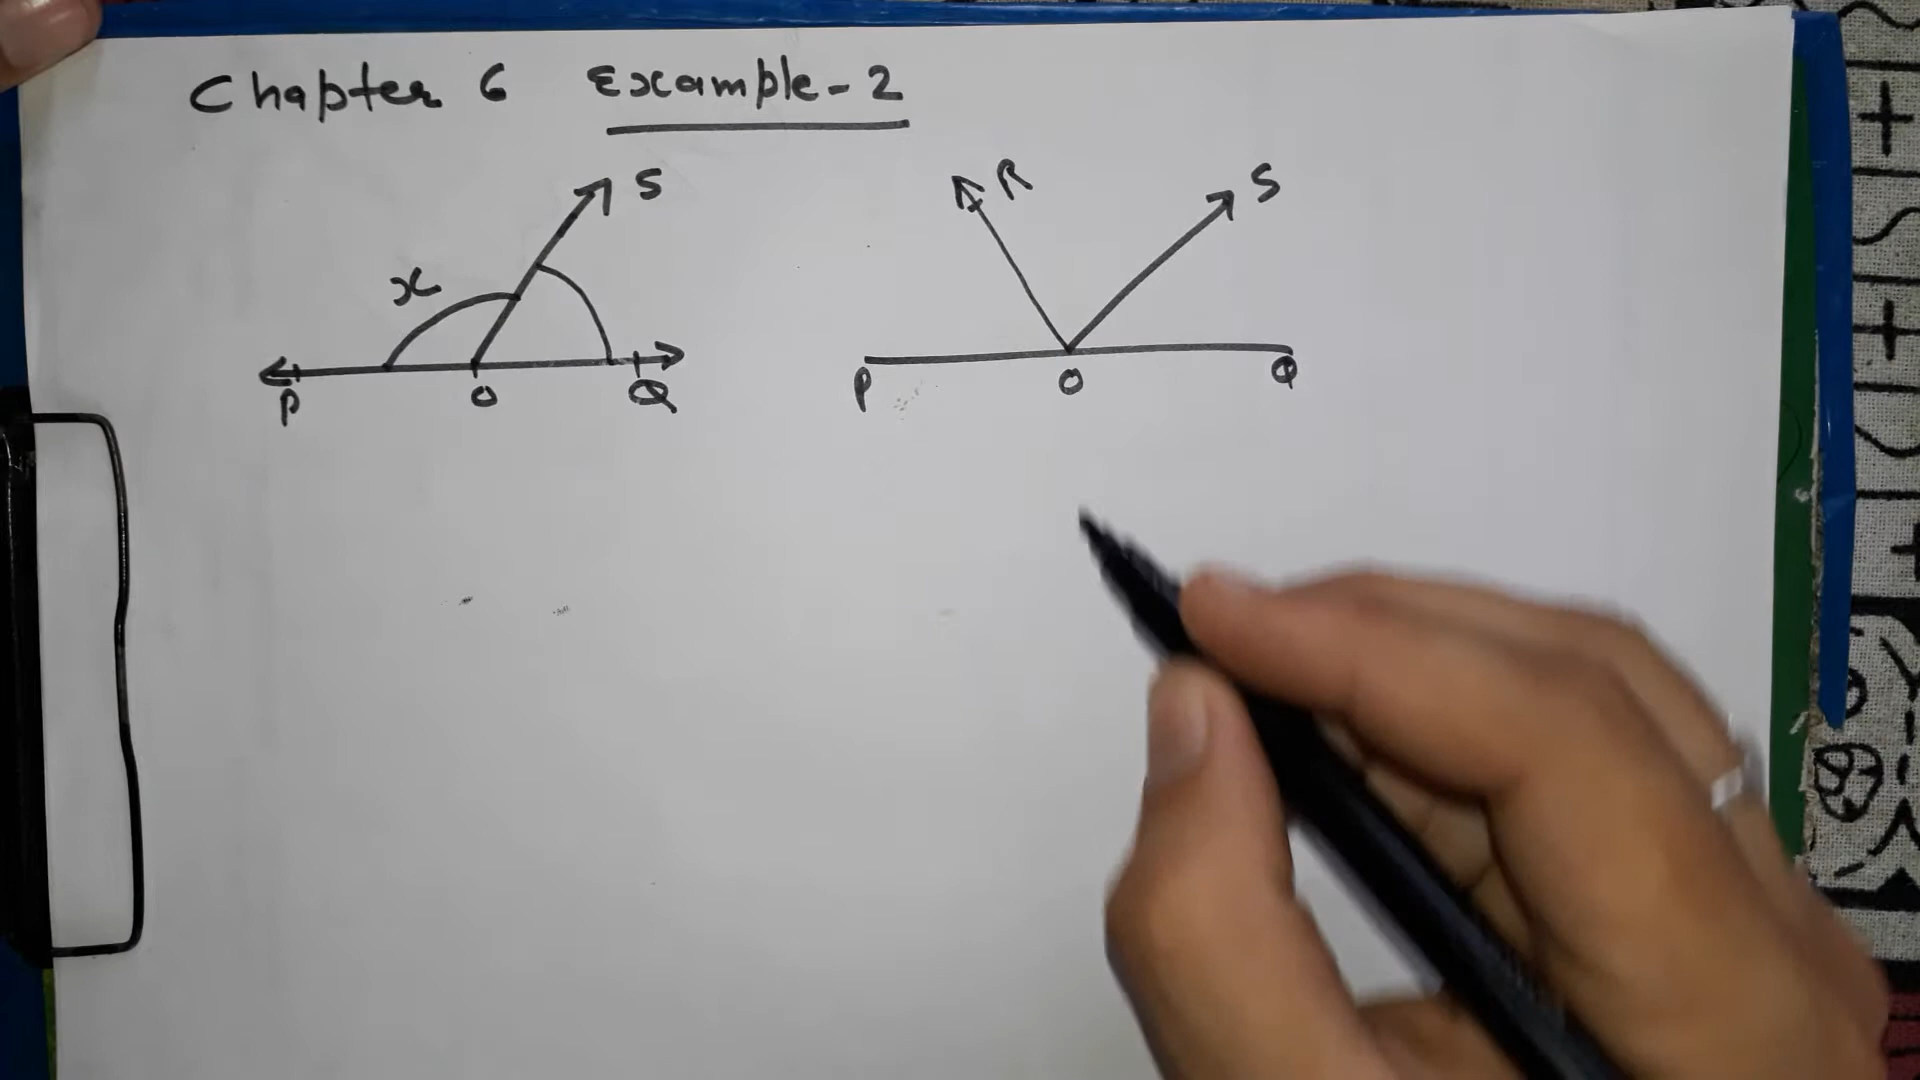 Chapter 6 Example-2
S
x
P O Q
R S
P O Q